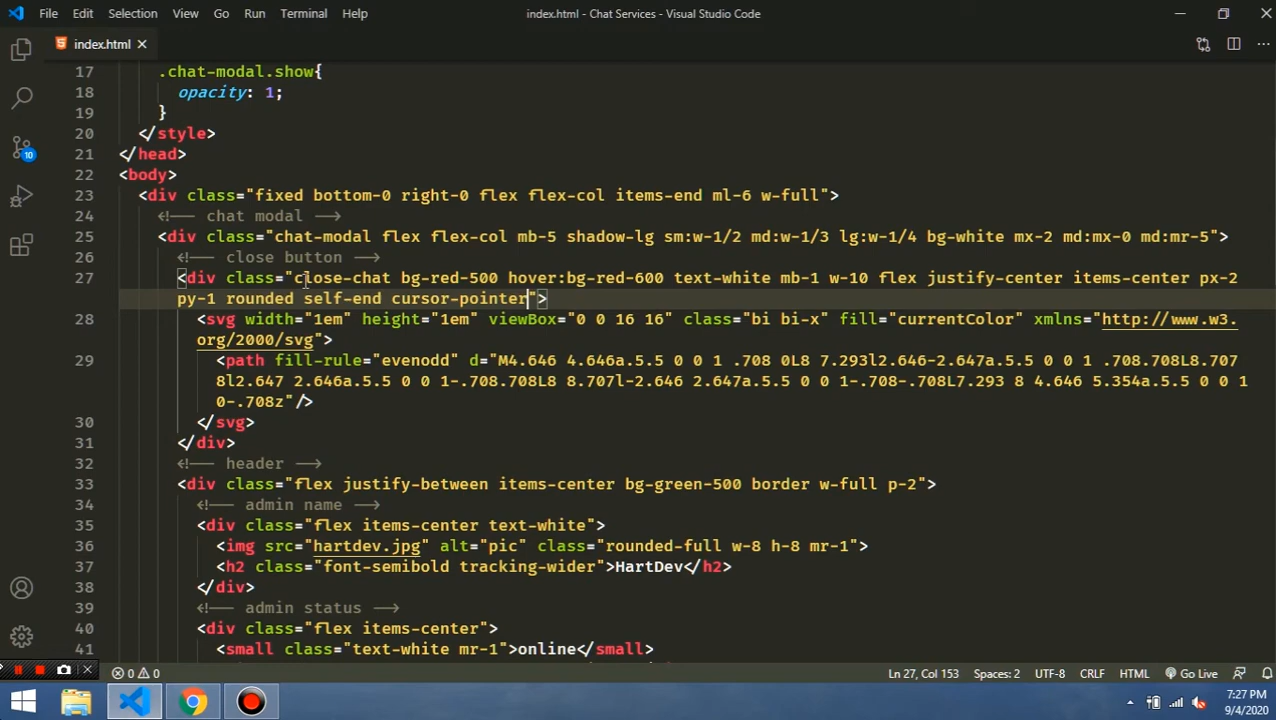 File Edit Selection View Go Run Terminal Help index.html - Chat Services - Visual Studio Code
index.html
17 .chat-modal.show{
18 opacity: 1;
19 }
20 </style>
21 </head>
22 <body>
23 <div class="fixed bottom-0 right-0 flex flex-col items-end ml-6 w-full">
24 <!-- chat modal -->
25 <div class="chat-modal flex flex-col mb-5 shadow-lg sm:w-1/2 md:w-1/3 lg:w-1/4 bg-white mx-2 md:mx-0 md:mr-5">
26 <!-- close button -->
27 <div class="close-chat bg-red-500 hover:bg-red-600 text-white mb-1 w-10 flex justify-center items-center px-2
py-1 rounded self-end cursor-pointer">
28 <svg width="1em" height="1em" viewBox="0 0 16 16" class="bi bi-x" fill="currentColor" xmlns="http://www.w3.
org/2000/svg">
29 <path fill-rule="evenodd" d="M4.646 4.646a.5.5 0 0 1 .708 0L8 7.293l2.646-2.647a.5.5 0 0 1 .708.708L8.707
8l2.647 2.646a.5.5 0 0 1-.708.708L8 8.707l-2.646 2.647a.5.5 0 0 1-.708-.708L7.293 8 4.646 5.354a.5.5 0 0 1
0-.708z"/>
30 </svg>
31 </div>
32 <!-- header -->
33 <div class="flex justify-between items-center bg-green-500 border w-full p-2">
34 <!-- admin name -->
35 <div class="flex items-center text-white">
36 <img src="hartdev.jpg" alt="pic" class="rounded-full w-8 h-8 mr-1">
37 <h2 class="font-semibold tracking-wider">HartDev</h2>
38 </div>
39 <!-- admin status -->
40 <div class="flex items-center">
41 <small class="text-white mr-1">online</small>
10
0 0 Ln 27, Col 153 Spaces: 2 UTF-8 CRLF HTML Go Live
7:27 PM
9/4/2020